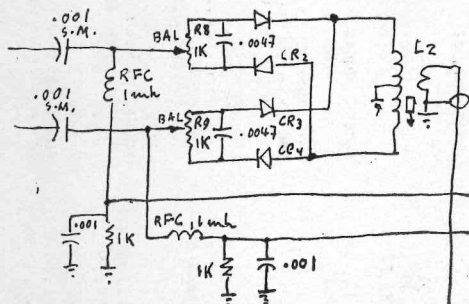 .001
S.M.
BAL
R8
1K
.0047
CR2
L2
RFC
1mh
.001
S.M.
BAL
R9
1K
.0047
CR3
CR4
.001
1K
RFC, 1mh
1K
.001